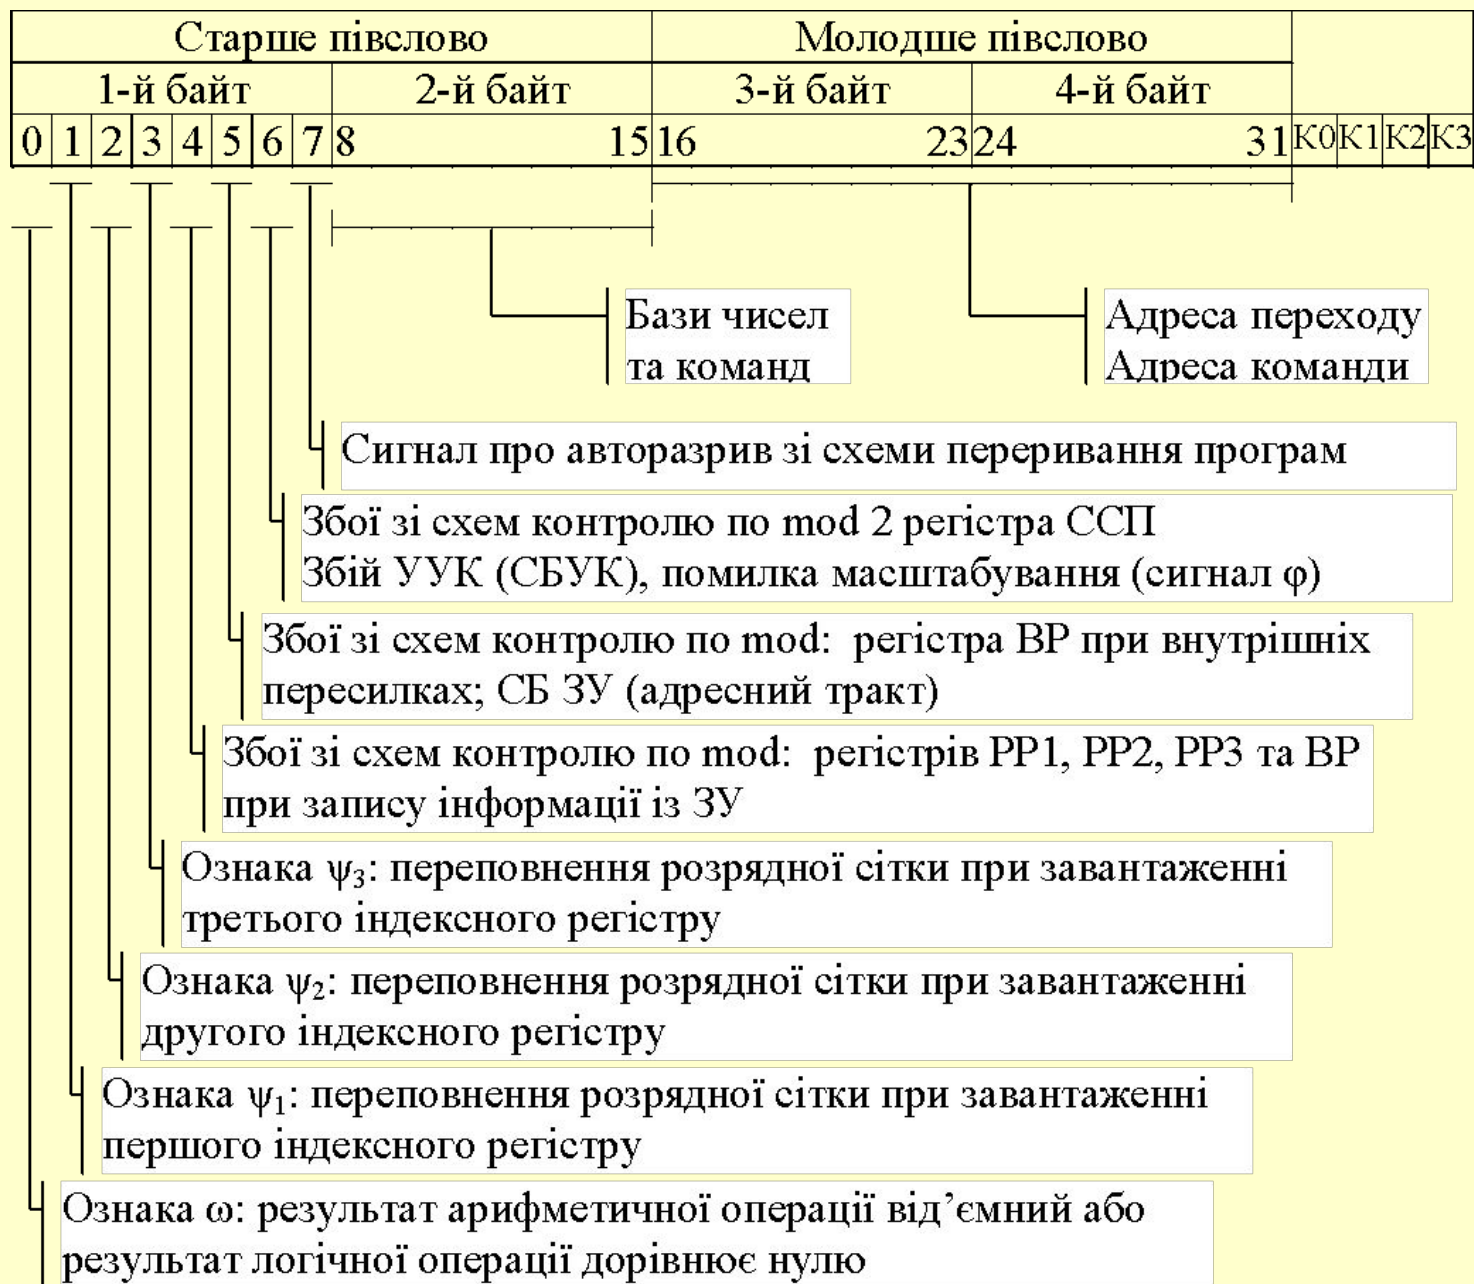 Старше півслово Молодше півслово
1-й байт 2-й байт 3-й байт 4-й байт
0 1 2 3 4 5 6 7 8 15 16 23 24 31 К0 К1 К2 К3
Бази чисел
та команд
Адреса переходу
Адреса команди
Сигнал про авторазрив зі схеми переривання програм
Збої зі схем контролю по mod 2 регістра ССП
Збій УУК (СБУК), помилка масштабування (сигнал φ)
Збої зі схем контролю по mod: регістра ВР при внутрішніх
пересилках; СБ ЗУ (адресний тракт)
Збої зі схем контролю по mod: регістрів РР1, РР2, РР3 та ВР
при запису інформації із ЗУ
Ознака ψ₃: переповнення розрядної сітки при завантаженні
третього індексного регістру
Ознака ψ₂: переповнення розрядної сітки при завантаженні
другого індексного регістру
Ознака ψ₁: переповнення розрядної сітки при завантаженні
першого індексного регістру
Ознака ω: результат арифметичної операції від’ємний або
результат логічної операції дорівнює нулю